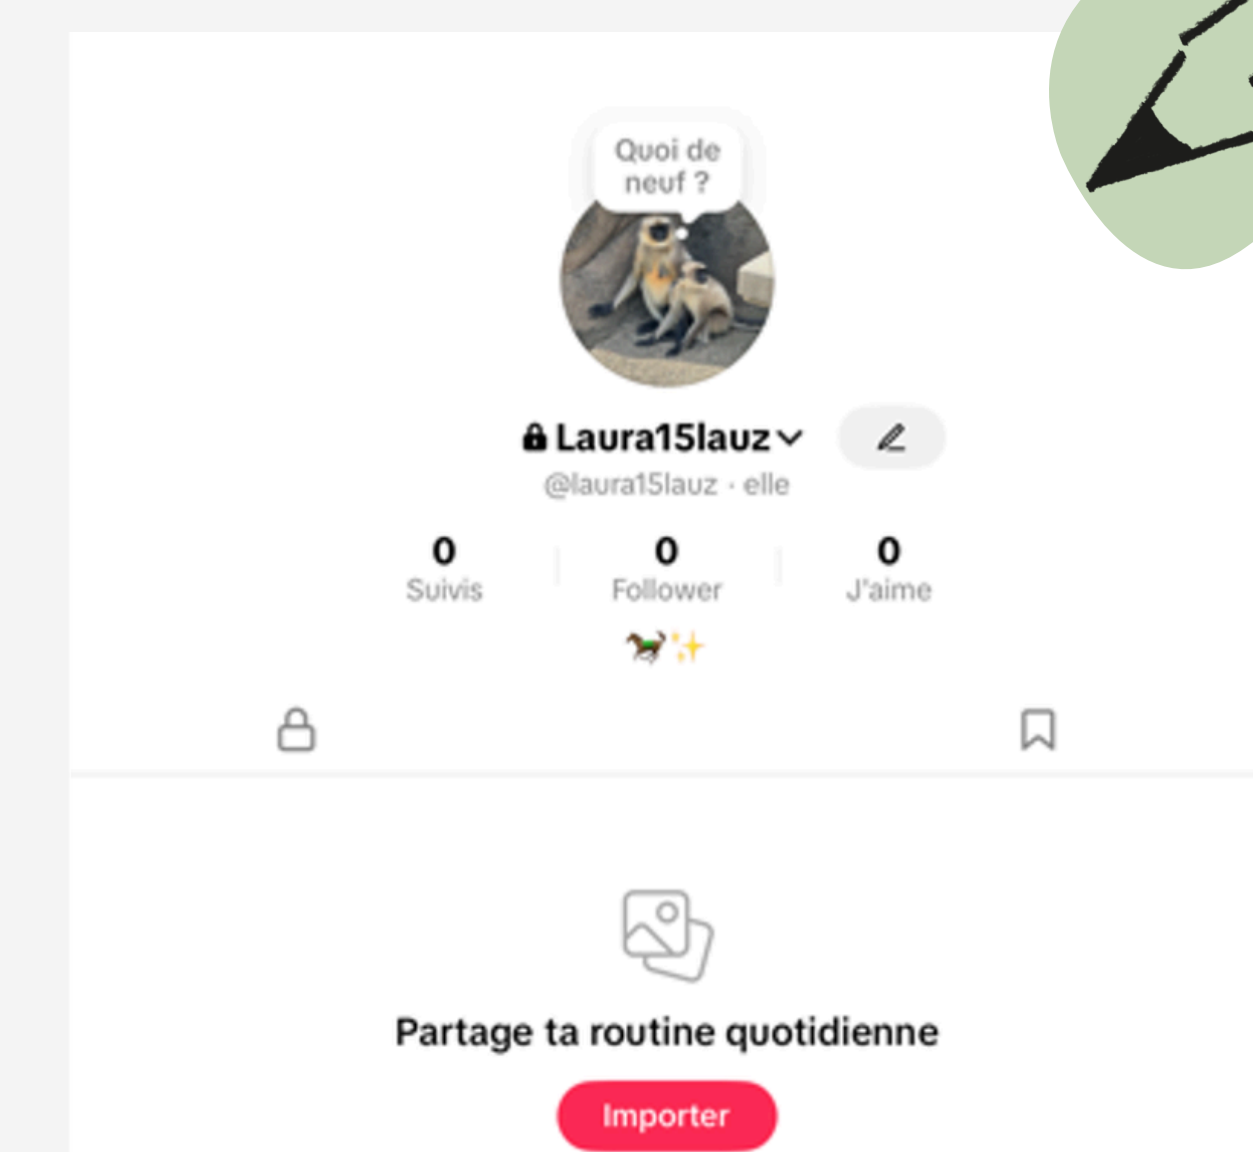 Quoi de
neuf ?
Laura15lauz
@laura15lauz · elle
0 0 0
Suivis Follower J'aime
Partage ta routine quotidienne
Importer